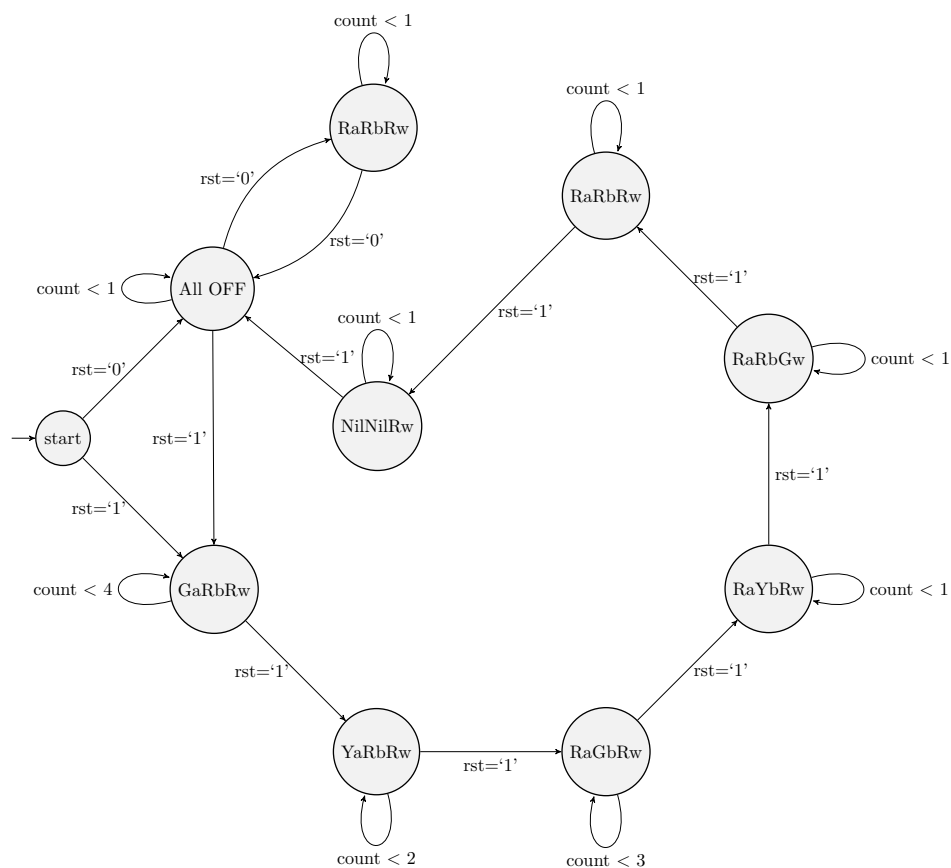 count < 1
RaRbRw
count < 1
RaRbRw
rst=‘0’
rst=‘0’
All OFF
count < 1
count < 1
rst=‘1’
rst=‘1’
rst=‘1’
RaRbGw
count < 1
rst=‘0’
NilNilRw
start
rst=‘1’
rst=‘1’
rst=‘1’
count < 4
GaRbRw
RaYbRw
count < 1
rst=‘1’
rst=‘1’
YaRbRw
rst=‘1’
RaGbRw
count < 2
count < 3